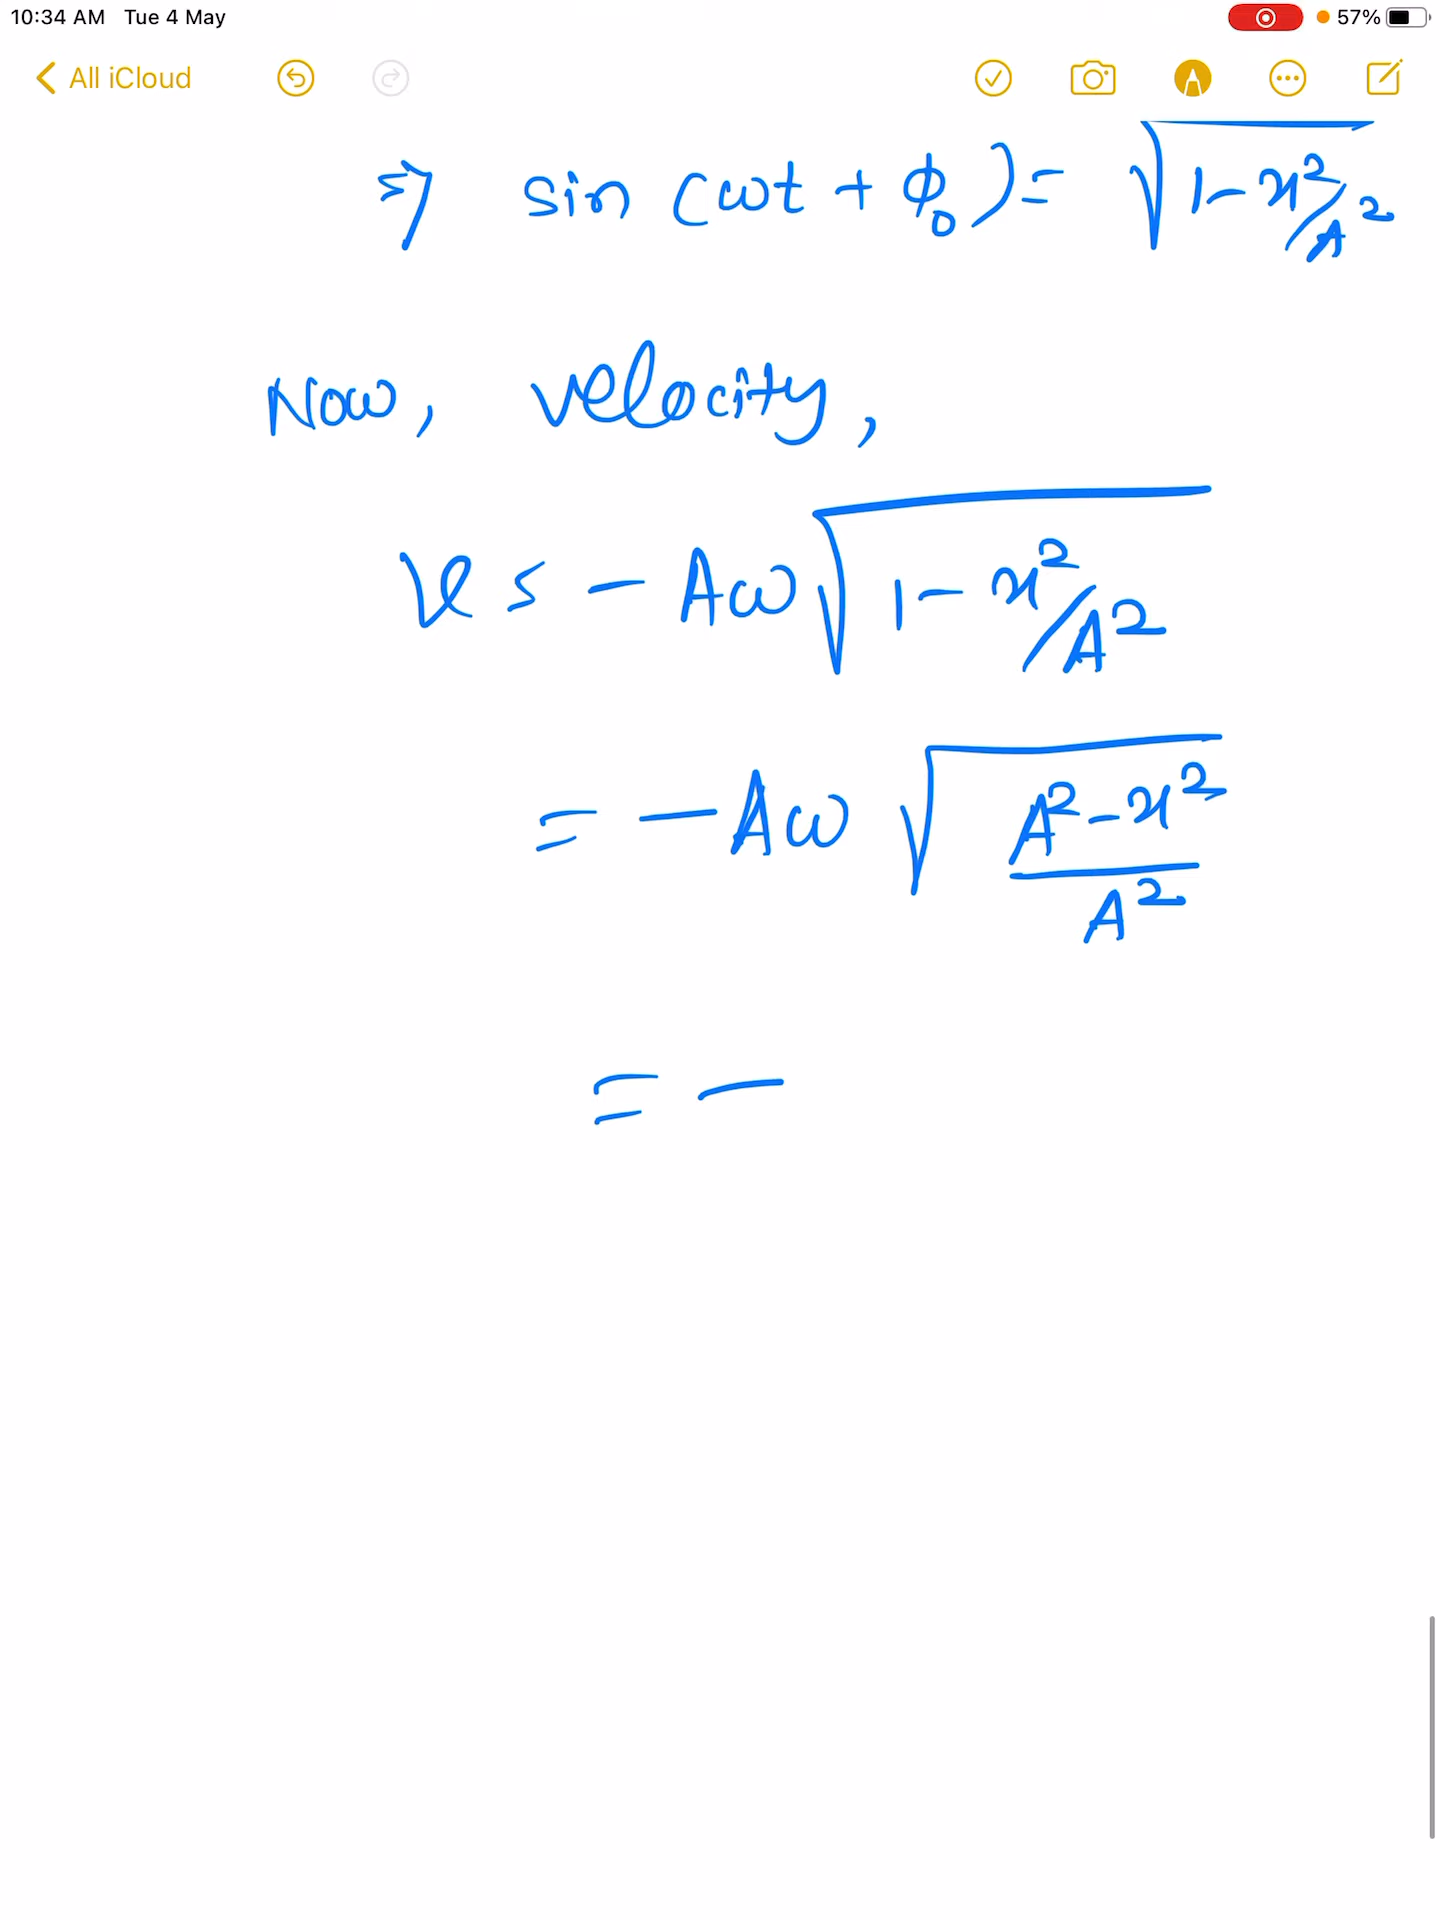 10:34 AM Tue 4 May 57%
All iCloud
⇒ sin (ωt + ϕ₀) = √(1 - x²/A²)
Now, velocity,
v = - Aω √(1 - x²/A²)
= - Aω √((A² - x²)/A²)
= -